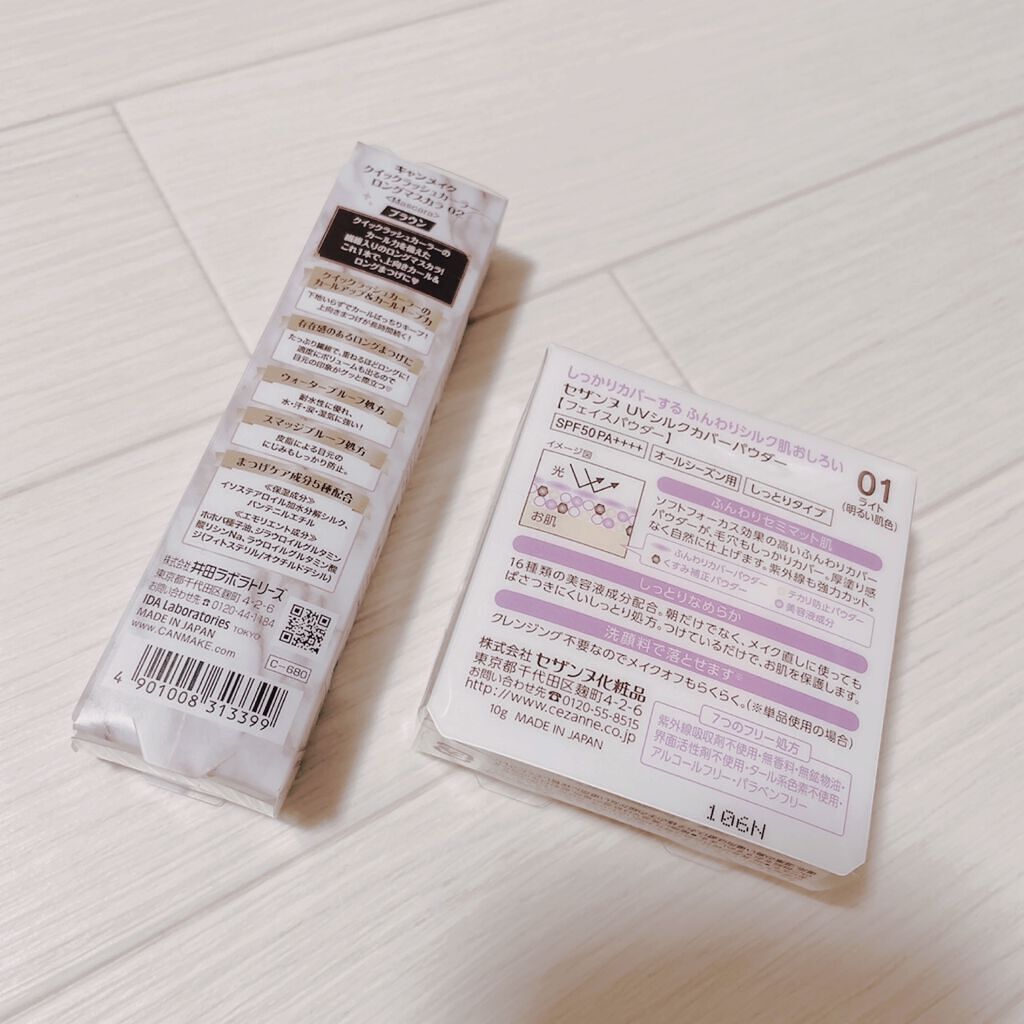 キャンメイク
クイックラッシュカーラー
ロングマスカラ 02
<Mascara>
ブラウン
クイックラッシュカーラーの
カール力を備えた
繊維入りのロングマスカラ!
これ1本で、上向きカール&
ロングまつげに♥
クイックラッシュカーラーの
カールアップ&カールキープ力
下地いらずでカールばっちりキープ!
上向きまつげが長時間続く!
存在感のあるロングまつげに
たっぷり繊維で、重ねるほどロングに!
適度にボリュームも出るので
目元の印象がグッと際立つ♡
ウォータープルーフ処方
耐水性に優れ、
水・汗・涙・湿気に強い!
スマッジプルーフ処方
皮脂による目元の
にじみもしっかり防止。
まつげケア成分5種配合
≪保湿成分≫
イソステアロイル加水分解シルク、
パンテニルエチル
≪エモリエント成分≫
ホホバ種子油、ジラウロイルグルタミン
酸リシンNa、ラウロイルグルタミン酸
ジ(フィトステリル/オクチルドデシル)
株式会社 井田ラボラトリーズ
東京都千代田区麹町4-2-6
お問い合わせ先☎0120-44-1184
IDA Laboratories TOKYO
MADE IN JAPAN
www.CANMAKE.com
C-680
4 901008 313399
しっかりカバーする ふんわりシルク肌おしろい
セザンヌ UVシルクカバーパウダー
【フェイスパウダー】
SPF50PA++++ オールシーズン用 しっとりタイプ
01
ライト
(明るい肌色)
イメージ図
光
お肌
ふんわりセミマット肌
ソフトフォーカス効果の高いふんわりカバー
パウダーが、毛穴もしっかりカバー。厚塗り感
なく自然に仕上げます。紫外線も強力カット。
ふんわりカバーパウダー
くすみ補正パウダー
テカリ防止パウダー
美容液成分
しっとりなめらか
16種類の美容液成分配合。朝だけでなく、メイク直しに使っても
ぱさつきにくいしっとり処方。つけているだけで、お肌を保護します。
洗顔料で落とせます
クレンジング不要なのでメイクオフもらくらく。(※単品使用の場合)
株式会社 セザンヌ化粧品
東京都千代田区麹町4-2-6
お問い合わせ先☎0120-55-8515
http://www.cezanne.co.jp
10g MADE IN JAPAN
7つのフリー処方
紫外線吸収剤不使用・無香料・無鉱物油・
界面活性剤不使用・タール系色素不使用・
アルコールフリー・パラベンフリー
106N